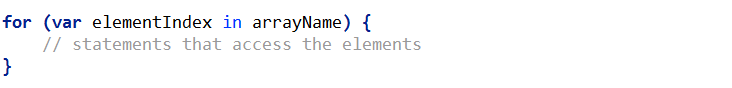 for (var elementIndex in arrayName) {
    // statements that access the elements
}